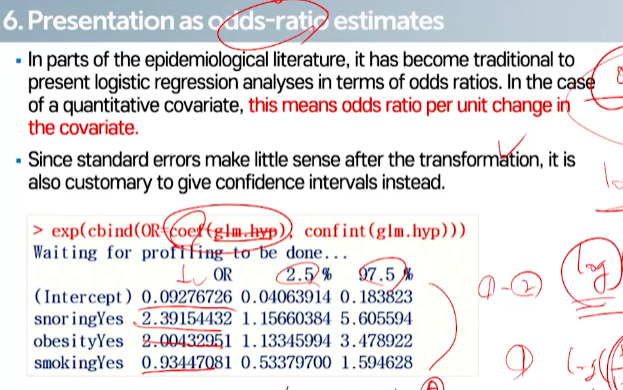 6. Presentation as odds-ratio estimates
▪ In parts of the epidemiological literature, it has become traditional to
present logistic regression analyses in terms of odds ratios. In the case
of a quantitative covariate, this means odds ratio per unit change in
the covariate.
▪ Since standard errors make little sense after the transformation, it is
also customary to give confidence intervals instead.
> exp(cbind(OR=coef(glm.hyp), confint(glm.hyp)))
Waiting for profiling to be done...
OR 2.5 % 97.5 %
(Intercept) 0.09276726 0.04063914 0.183823
snoringYes 2.39154432 1.15660384 5.605594
obesityYes 2.00432951 1.13345994 3.478922
smokingYes 0.93447081 0.53379700 1.594628
①-②
log
①